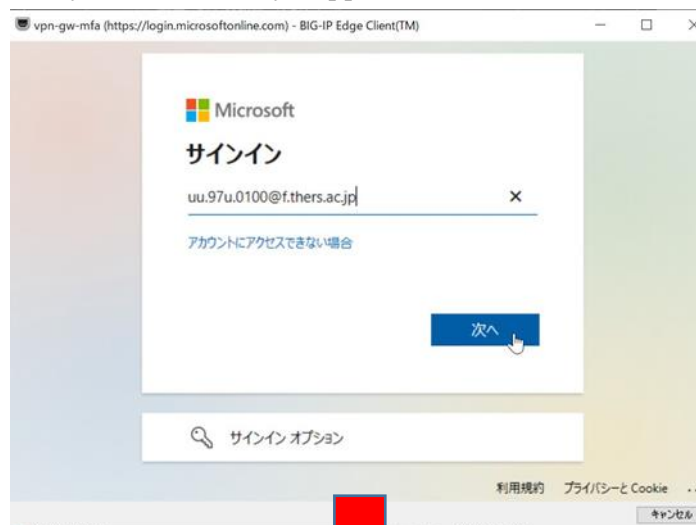 vpn-gw-mfa (https://login.microsoftonline.com) - BIG-IP Edge Client(TM)
Microsoft
サインイン
uu.97u.0100@f.thers.ac.jp
アカウントにアクセスできない場合
次へ
サインイン オプション
利用規約 プライバシーと Cookie
キャンセル